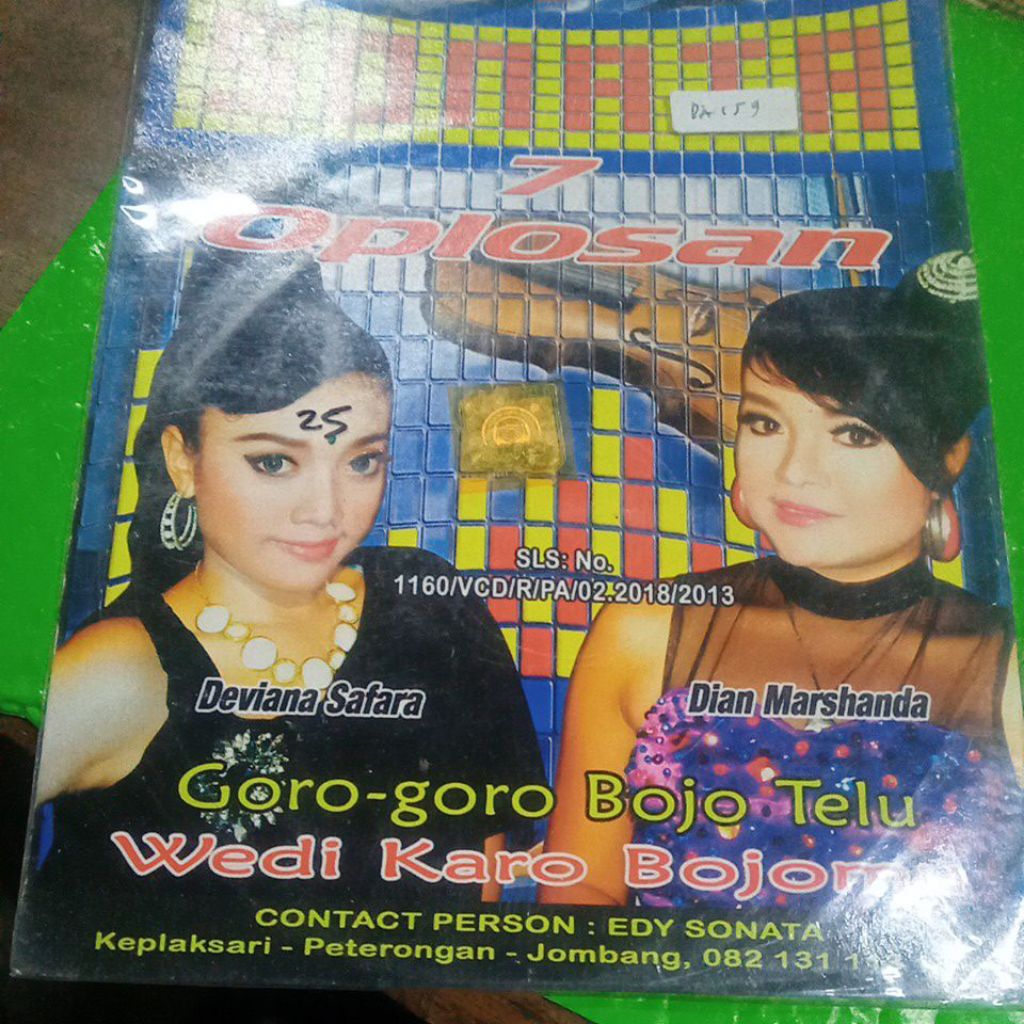 SONATA
7
Oplosan
25
SLS: No.
1160/VCD/R/PA/02.2018/2013
Deviana Safara
Dian Marshanda
Goro-goro Bojo Telu
Wedi Karo
CONTACT PERSON : EDY SONATA
Keplaksari - Peterongan - Jombang, 082 131